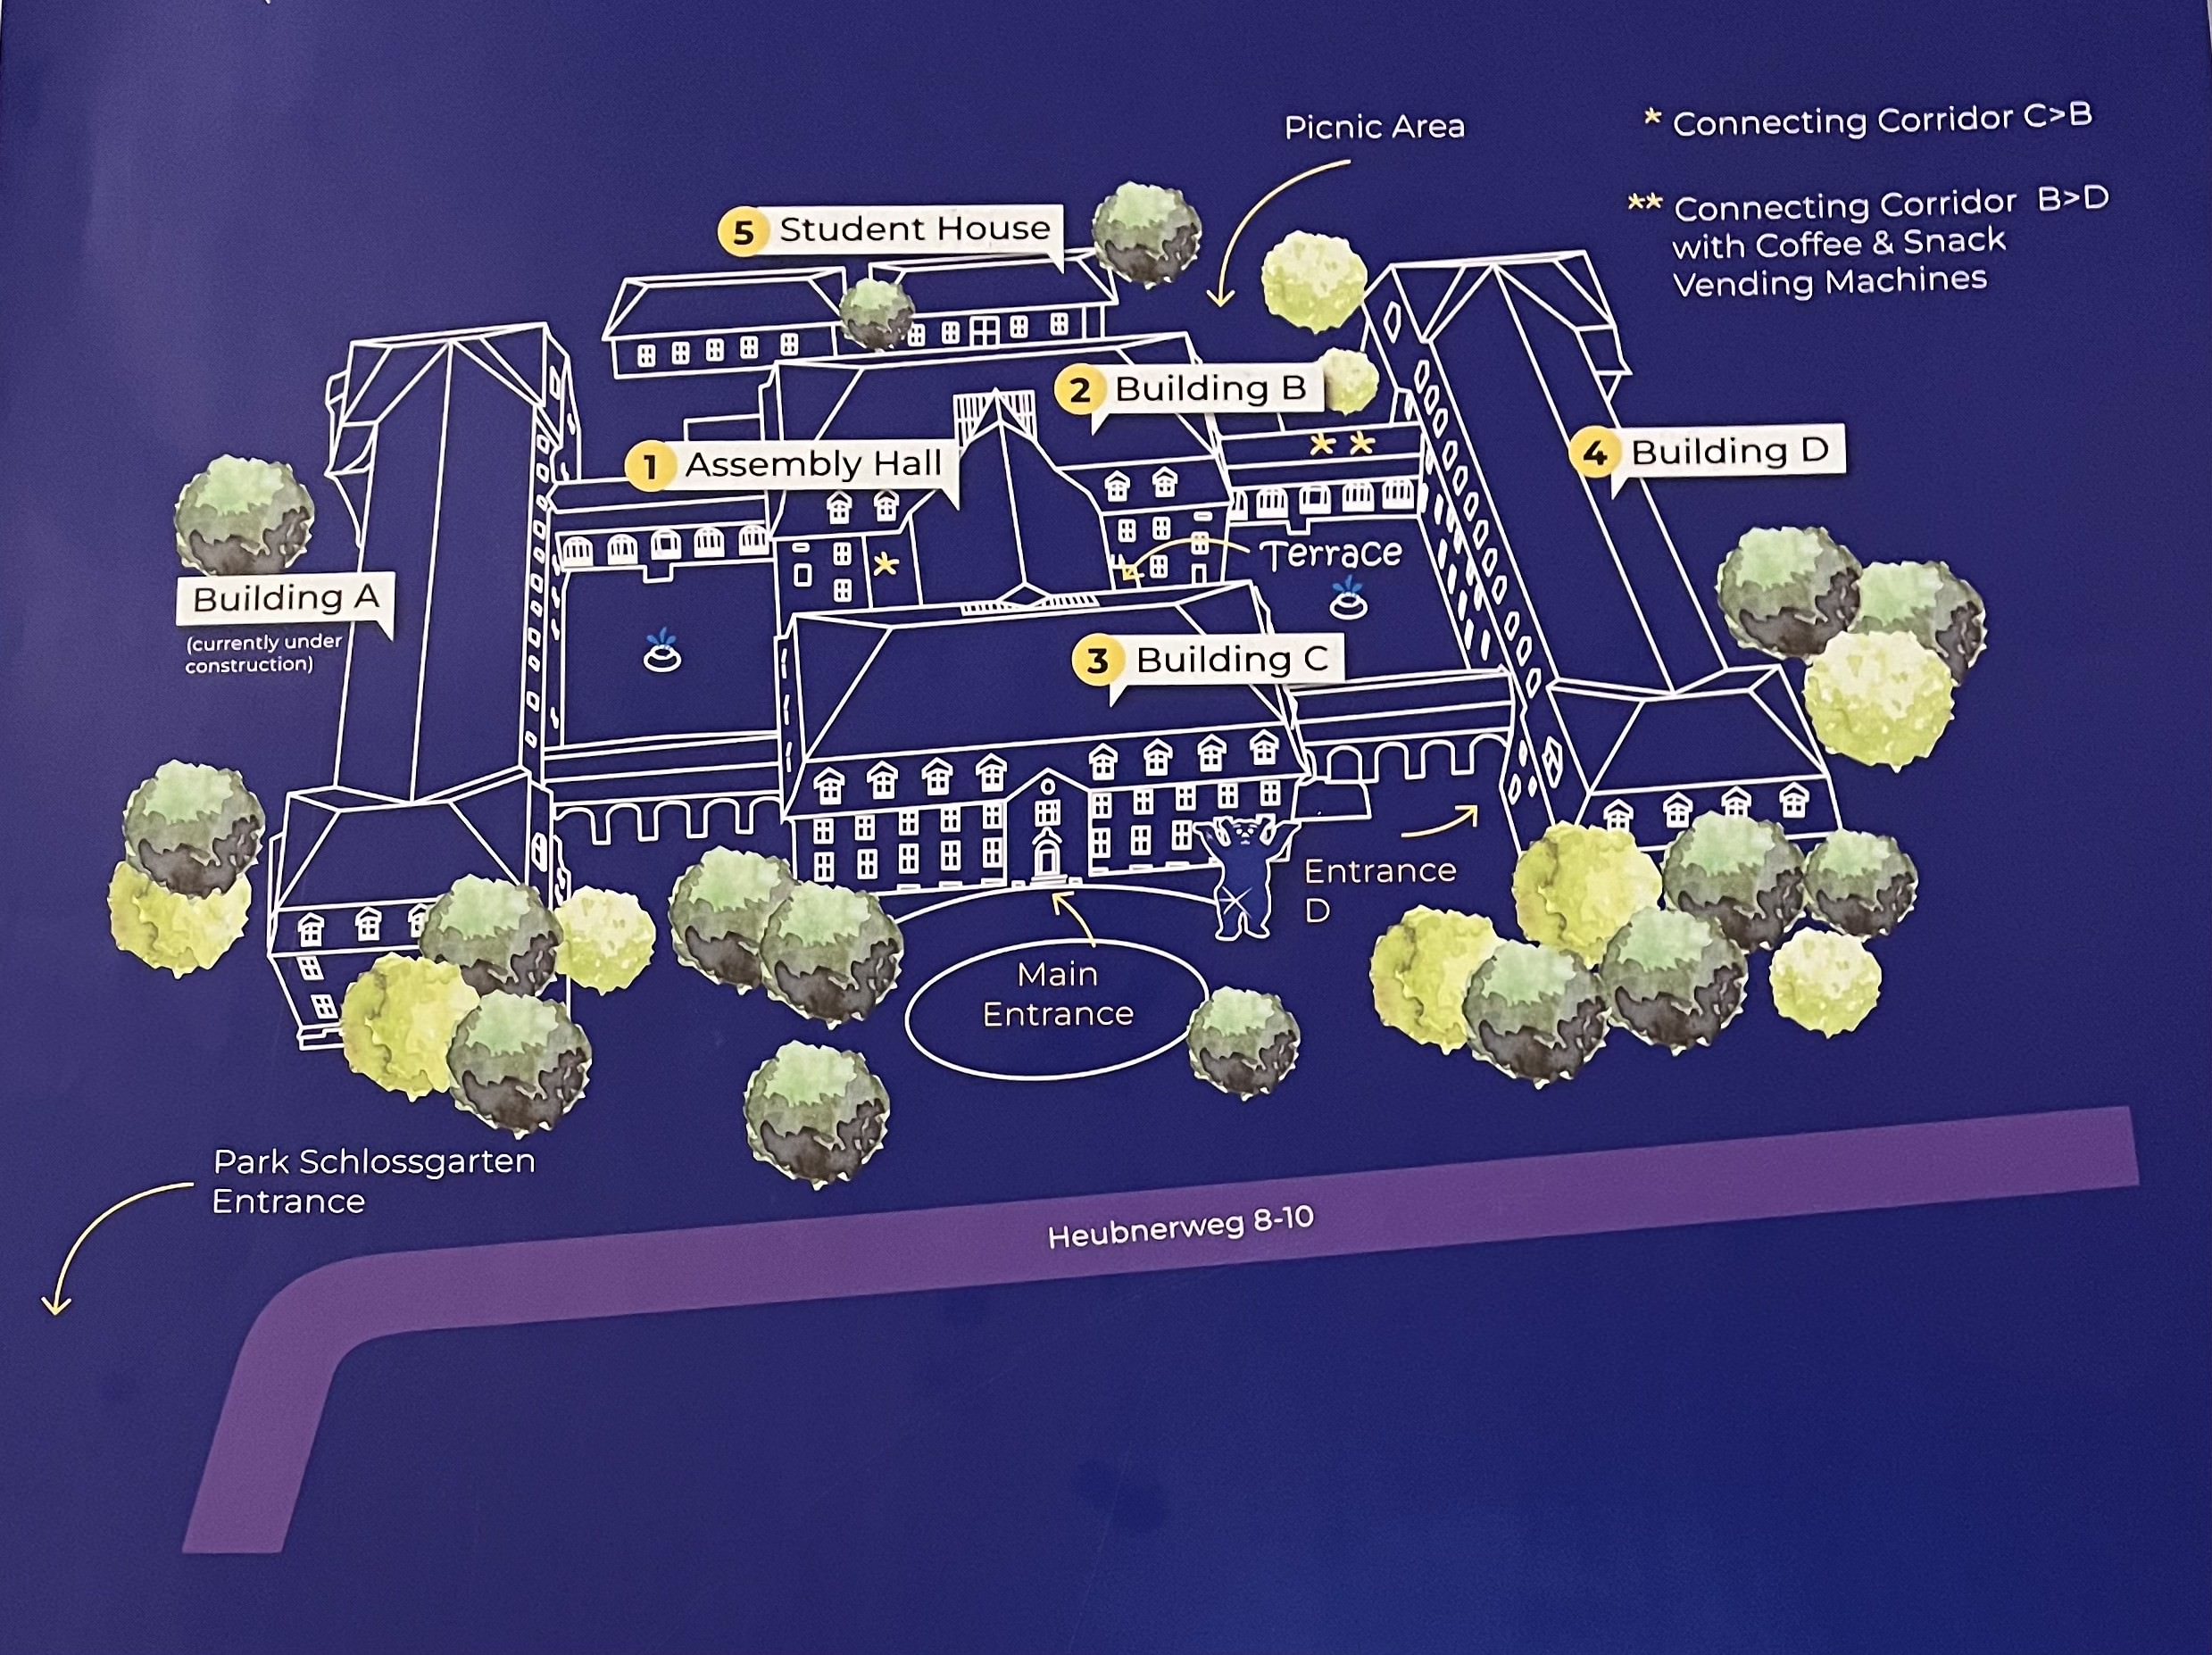 Picnic Area
* Connecting Corridor C>B
** Connecting Corridor B>D
with Coffee & Snack
Vending Machines
5 Student House
2 Building B
1 Assembly Hall
**
4 Building D
Terrace
*
Building A
(currently under
construction)
3 Building C
Entrance
D
Main
Entrance
Park Schlossgarten
Entrance
Heubnerweg 8-10